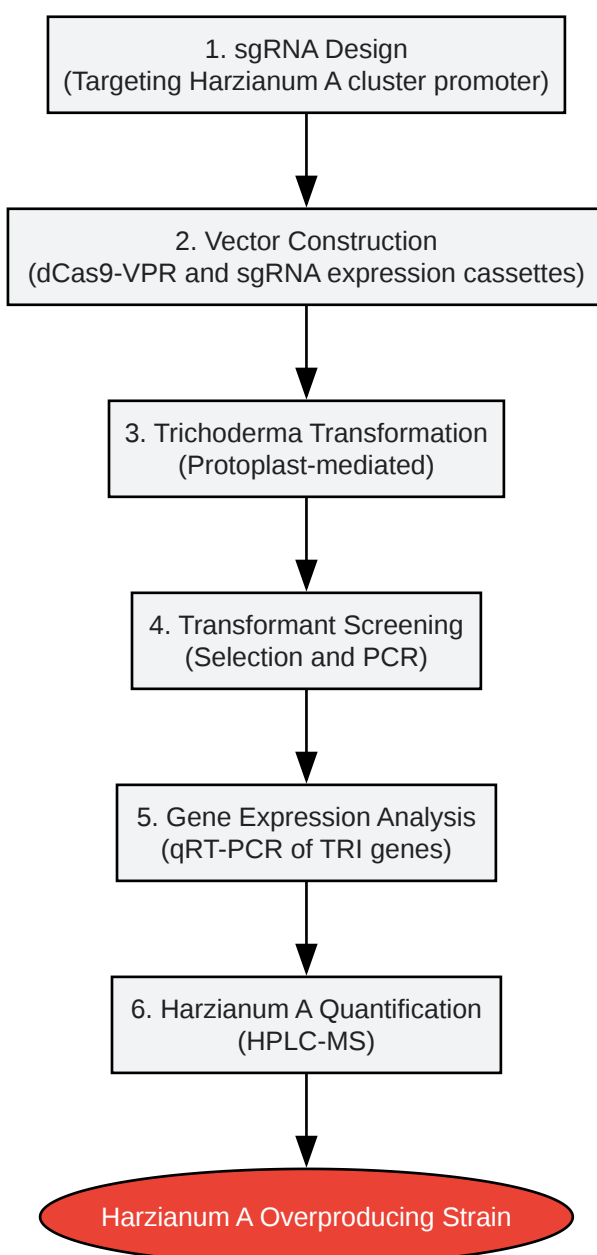 1. sgRNA Design
(Targeting Harzianum A cluster promoter)
2. Vector Construction
(dCas9-VPR and sgRNA expression cassettes)
3. Trichoderma Transformation
(Protoplast-mediated)
4. Transformant Screening
(Selection and PCR)
5. Gene Expression Analysis
(qRT-PCR of TRI genes)
6. Harzianum A Quantification
(HPLC-MS)
Harzianum A Overproducing Strain